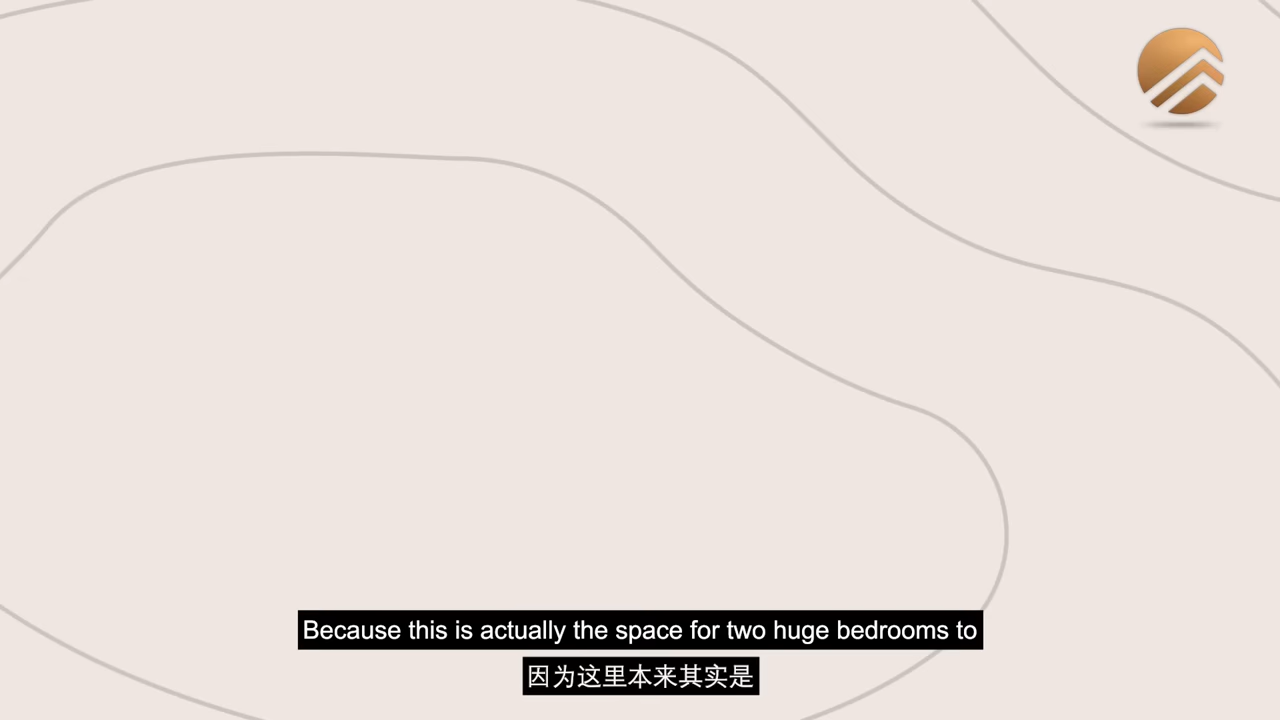 Because this is actually the space for two huge bedrooms to
因为这里本来其实是